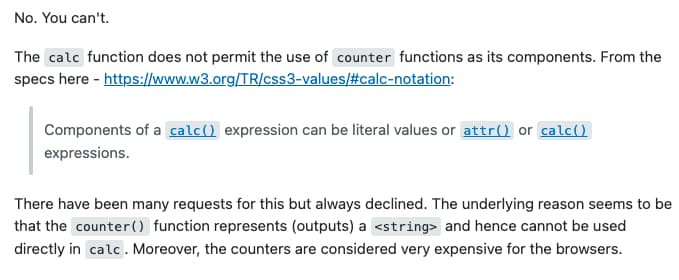 No. You can't.
The calc function does not permit the use of counter functions as its components. From the
specs here - https://www.w3.org/TR/css3-values/#calc-notation:
Components of a calc() expression can be literal values or attr() or calc()
expressions.
There have been many requests for this but always declined. The underlying reason seems to be
that the counter() function represents (outputs) a <string> and hence cannot be used
directly in calc. Moreover, the counters are considered very expensive for the browsers.